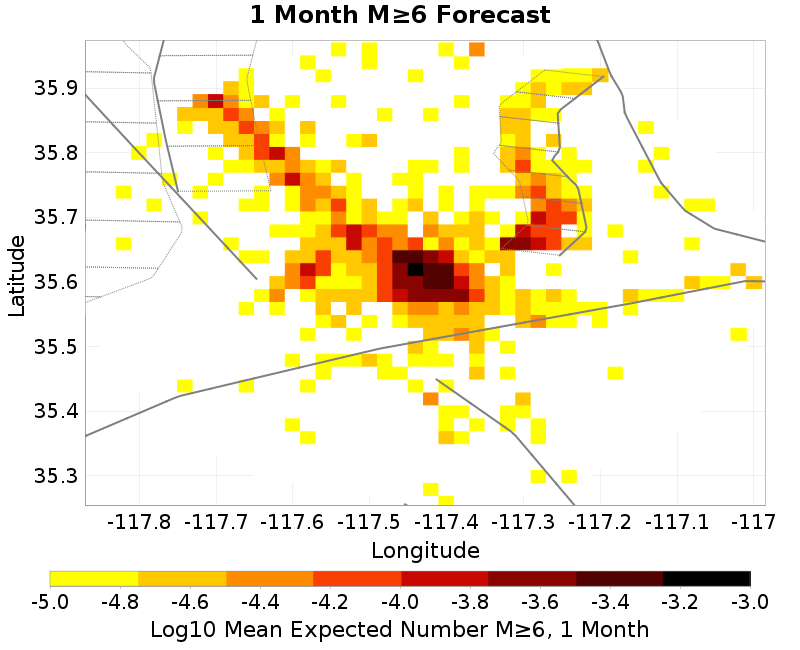 1 Month M≥6 Forecast
Latitude
35.9
35.8
35.7
35.6
35.5
35.4
35.3
-117.8 -117.7 -117.6 -117.5 -117.4 -117.3 -117.2 -117.1 -117
Longitude
-5.0 -4.8 -4.6 -4.4 -4.2 -4.0 -3.8 -3.6 -3.4 -3.2 -3.0
Log10 Mean Expected Number M≥6, 1 Month